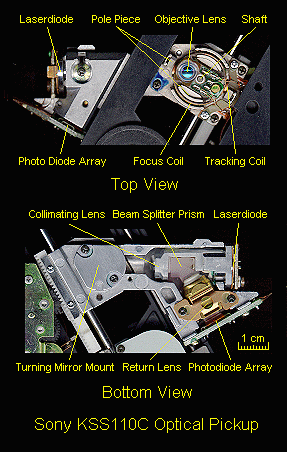 Laserdiode Pole Piece Objective Lens Shaft
Photo Diode Array Focus Coil Tracking Coil
Top View
Collimating Lens Beam Splitter Prism Laserdiode
1 cm
Turning Mirror Mount Return Lens Photodiode Array
Bottom View
Sony KSS110C Optical Pickup